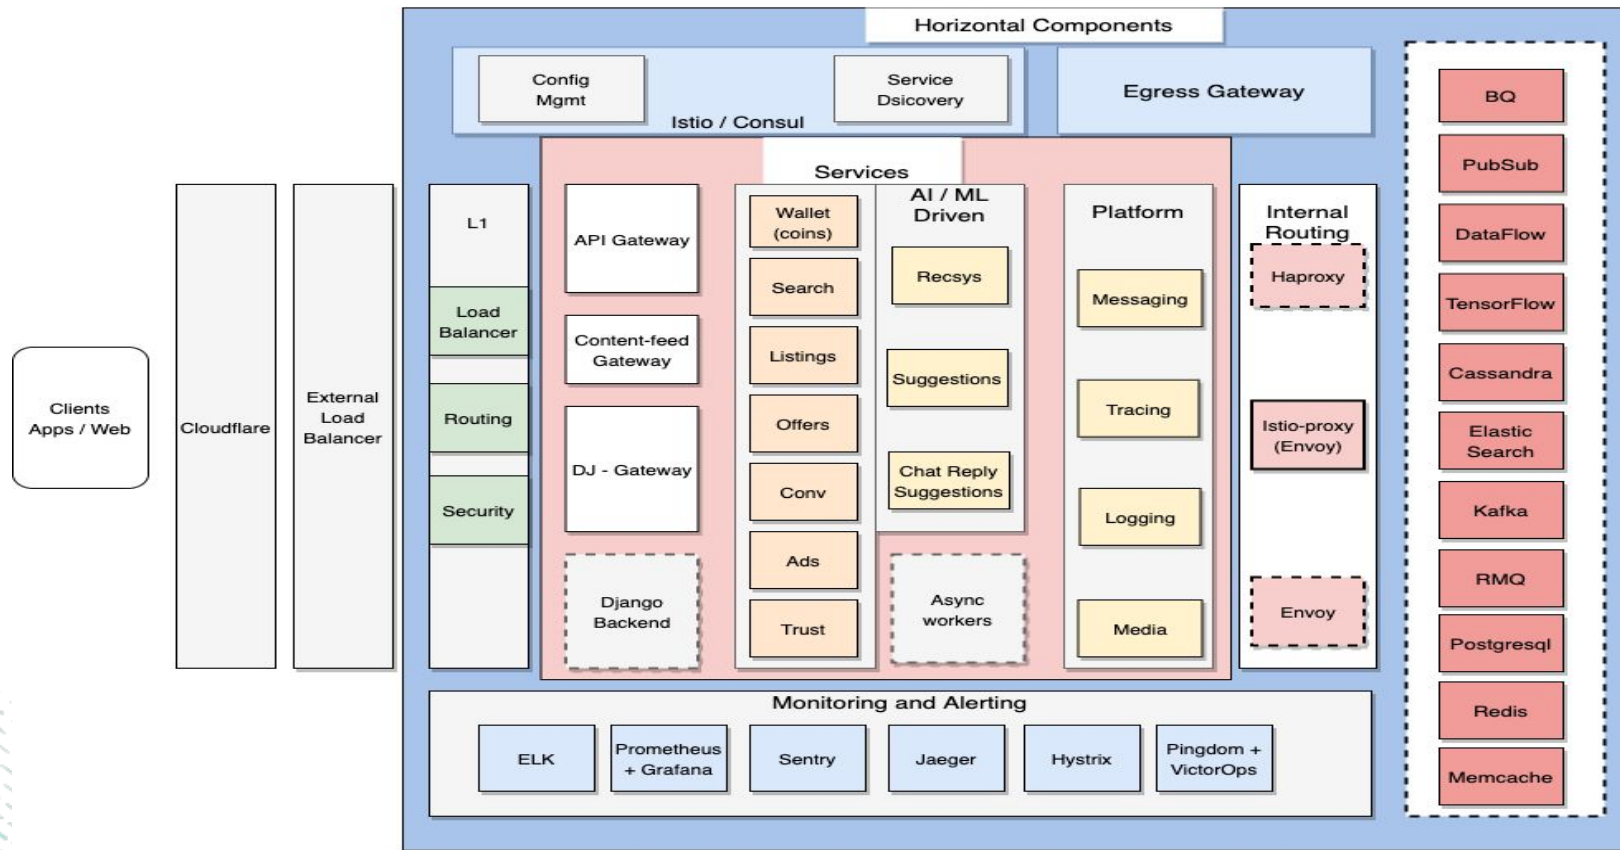 Horizontal Components
Config
Mgmt
Service
Dsicovery
Istio / Consul
Egress Gateway
Clients
Apps / Web
Cloudflare
External
Load
Balancer
L1
Load
Balancer
Routing
Security
Services
API Gateway
Content-feed
Gateway
DJ - Gateway
Django
Backend
Wallet
(coins)
Search
Listings
Offers
Conv
Ads
Trust
AI / ML
Driven
Recsys
Suggestions
Chat Reply
Suggestions
Async
workers
Platform
Messaging
Tracing
Logging
Media
Internal
Routing
Haproxy
Istio-proxy
(Envoy)
Envoy
BQ
PubSub
DataFlow
TensorFlow
Cassandra
Elastic
Search
Kafka
RMQ
Postgresql
Redis
Memcache
Monitoring and Alerting
ELK
Prometheus
+ Grafana
Sentry
Jaeger
Hystrix
Pingdom +
VictorOps